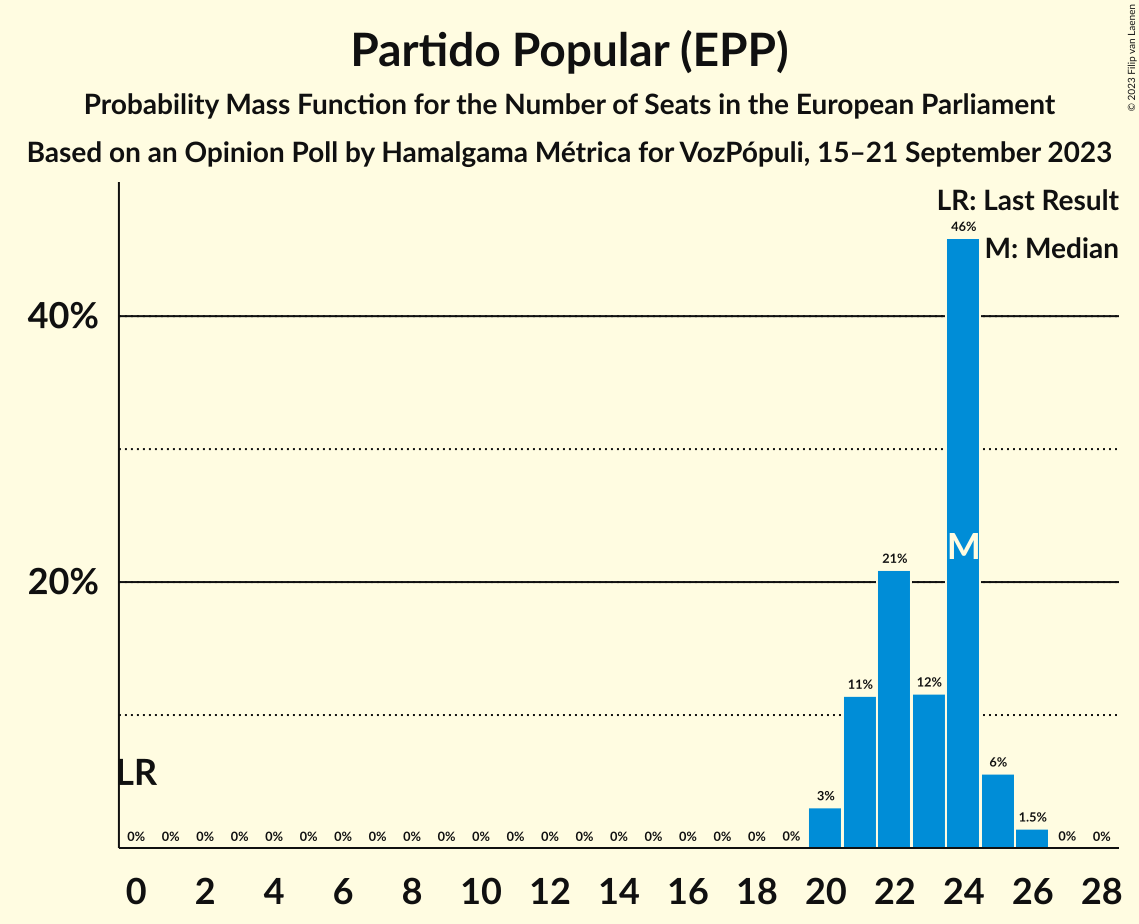 Partido Popular (EPP)
Probability Mass Function for the Number of Seats in the European Parliament
Based on an Opinion Poll by Hamalgama Métrica for VozPópuli, 15–21 September 2023
© 2023 Filip van Laenen
LR: Last Result
M: Median
46%
40%
M
21%
20%
11%
12%
LR
3%
6%
1.5%
0% 0% 0% 0% 0% 0% 0% 0% 0% 0% 0% 0% 0% 0% 0% 0% 0% 0% 0% 0% 0% 0%
0 2 4 6 8 10 12 14 16 18 20 22 24 26 28